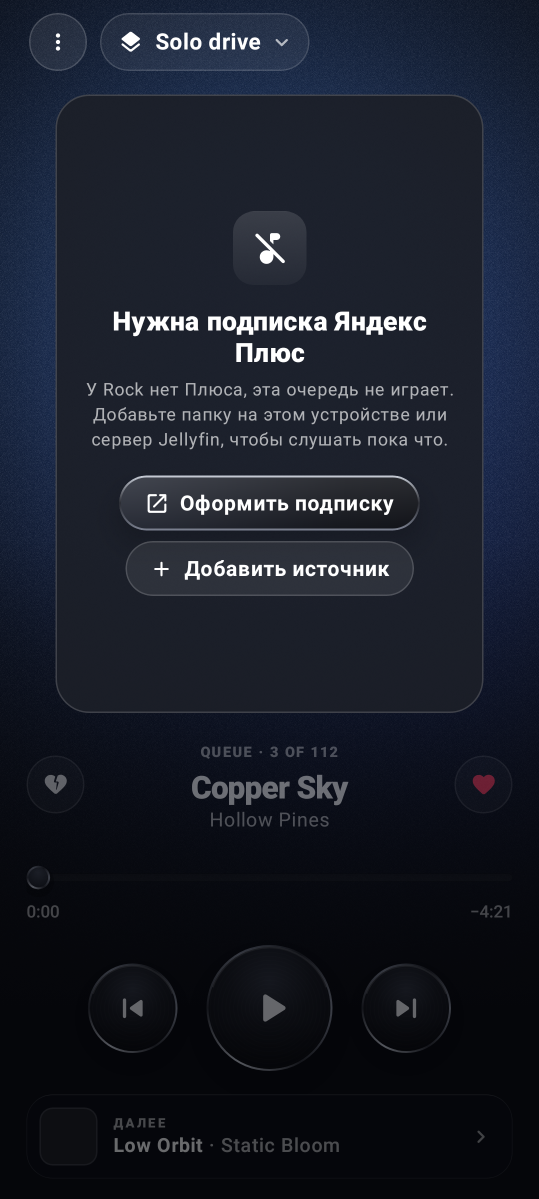 Solo drive
Нужна подписка Яндекс
Плюс
У Rock нет Плюса, эта очередь не играет.
Добавьте папку на этом устройстве или
сервер Jellyfin, чтобы слушать пока что.
Оформить подписку
Добавить источник
QUEUE · 3 OF 112
Copper Sky
Hollow Pines
0:00
−4:21
ДАЛЕЕ
Low Orbit · Static Bloom